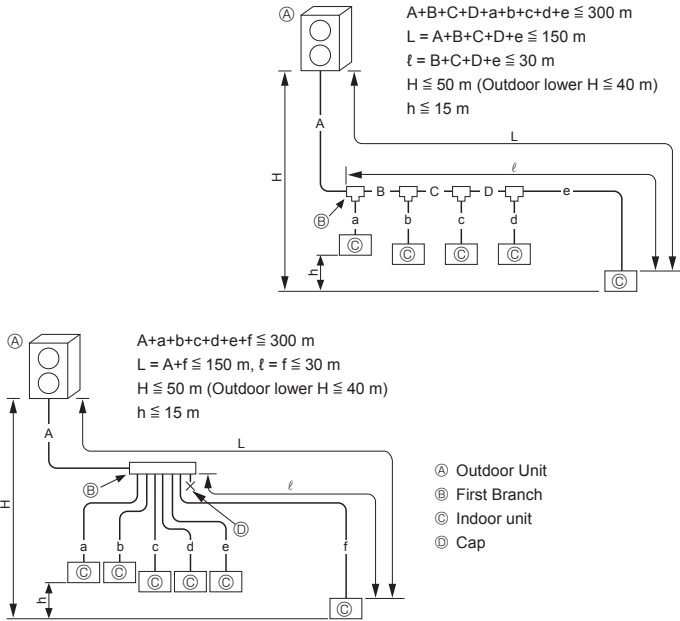 Ⓐ
A+B+C+D+a+b+c+d+e ≦ 300 m
L = A+B+C+D+e ≦ 150 m
ℓ = B+C+D+e ≦ 30 m
H ≦ 50 m (Outdoor lower H ≦ 40 m)
h ≦ 15 m
A
L
H
ℓ
B C D e
Ⓑ
a b c d
Ⓒ Ⓒ Ⓒ Ⓒ
h
Ⓒ
Ⓐ
A+a+b+c+d+e+f ≦ 300 m
L = A+f ≦ 150 m, ℓ = f ≦ 30 m
H ≦ 50 m (Outdoor lower H ≦ 40 m)
h ≦ 15 m
A
L
H
Ⓑ
ℓ
Ⓓ
a b c d e f
Ⓒ Ⓒ Ⓒ Ⓒ Ⓒ
h
Ⓒ
Ⓐ Outdoor Unit
Ⓑ First Branch
Ⓒ Indoor unit
Ⓓ Cap